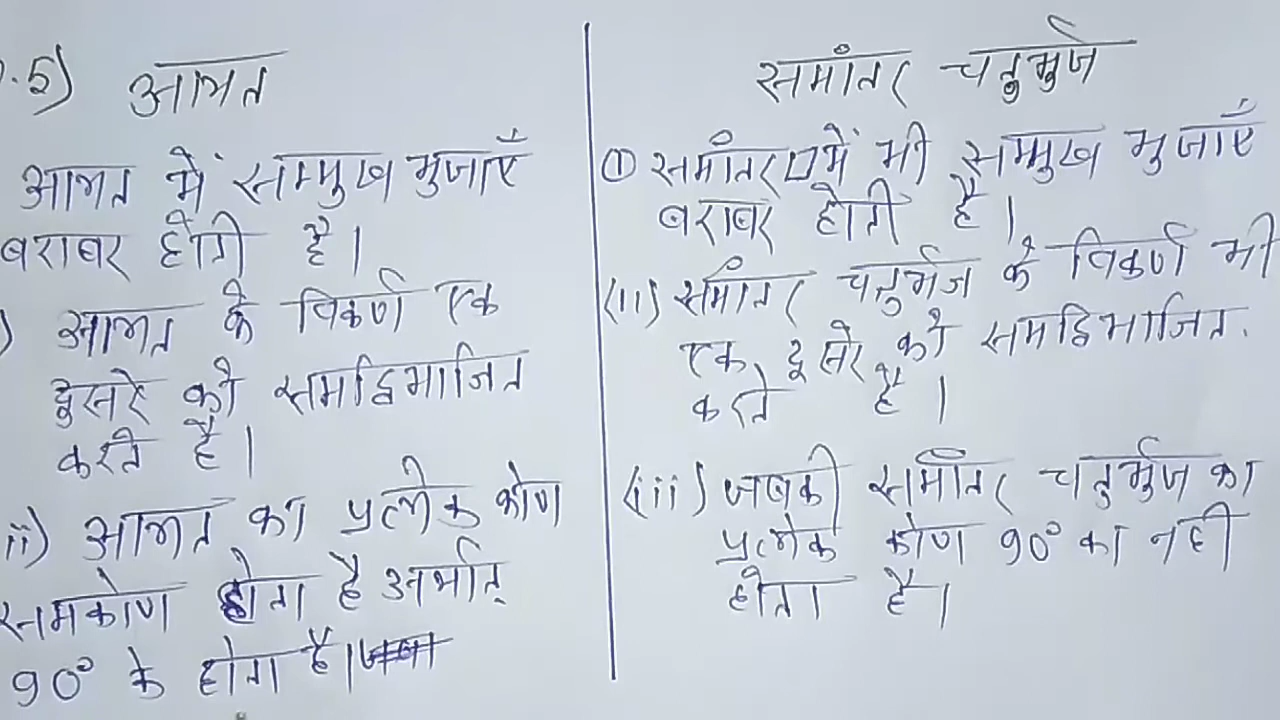 .5) आयत
आयत में सम्मुख भुजाएँ
बराबर होती है।
) आयत के विकर्ण एक
दुसरे को समद्विभाजित
करते है।
ii) आयत का प्रत्येक कोण
समकोण होता है अर्थात्
90° के होता है।
समांतर चतुर्भुज
① समांतर ▱ में भी सम्मुख भुजाएँ
बराबर होती है।
(ii) समांतर चतुर्भज के विकर्ण भी
एक दूसरे को समद्विभाजित.
करते है।
(iii) जबकी समांतर चतुर्भुज का
प्रत्येक कोण 90° का नही
होता है।